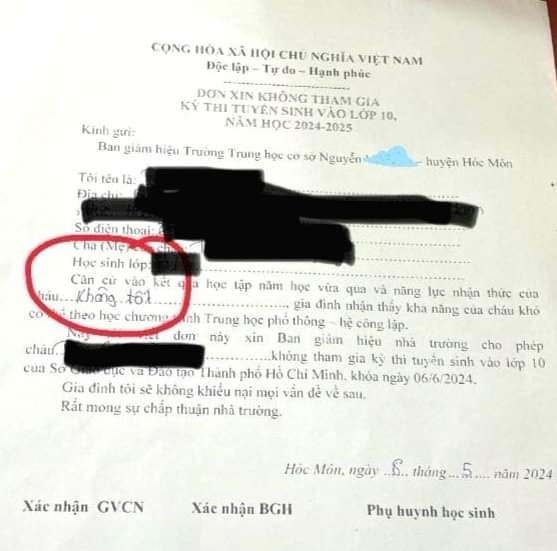 CỘNG HÒA XÃ HỘI CHỦ NGHĨA VIỆT NAM
Độc lập – Tự do – Hạnh phúc
ĐƠN XIN KHÔNG THAM GIA
KỲ THI TUYỂN SINH VÀO LỚP 10,
NĂM HỌC 2024-2025
Kính gửi:
Ban giám hiệu Trường Trung học cơ sở Nguyễn – huyện Hóc Môn
Tôi tên là:
Địa chỉ:
Số điện thoại:
Cha (Mẹ)
Học sinh lớp:
Căn cứ vào kết quả học tập năm học vừa qua và năng lực nhận thức của
cháu....Không tốt............, gia đình nhận thấy khả năng của cháu khó
có thể theo học chương trình Trung học phổ thông – hệ công lập.
Nay đơn này xin Ban giám hiệu nhà trường cho phép
cháu. ............không tham gia kỳ thi tuyển sinh vào lớp 10
của Sở Giáo dục và Đào tạo Thành phố Hồ Chí Minh, khóa ngày 06/6/2024.
Gia đình tôi sẽ không khiếu nại mọi vấn đề về sau.
Rất mong sự chấp thuận nhà trường.
Hóc Môn, ngày ... tháng ...5.... năm 2024
Xác nhận GVCN Xác nhận BGH Phụ huynh học sinh